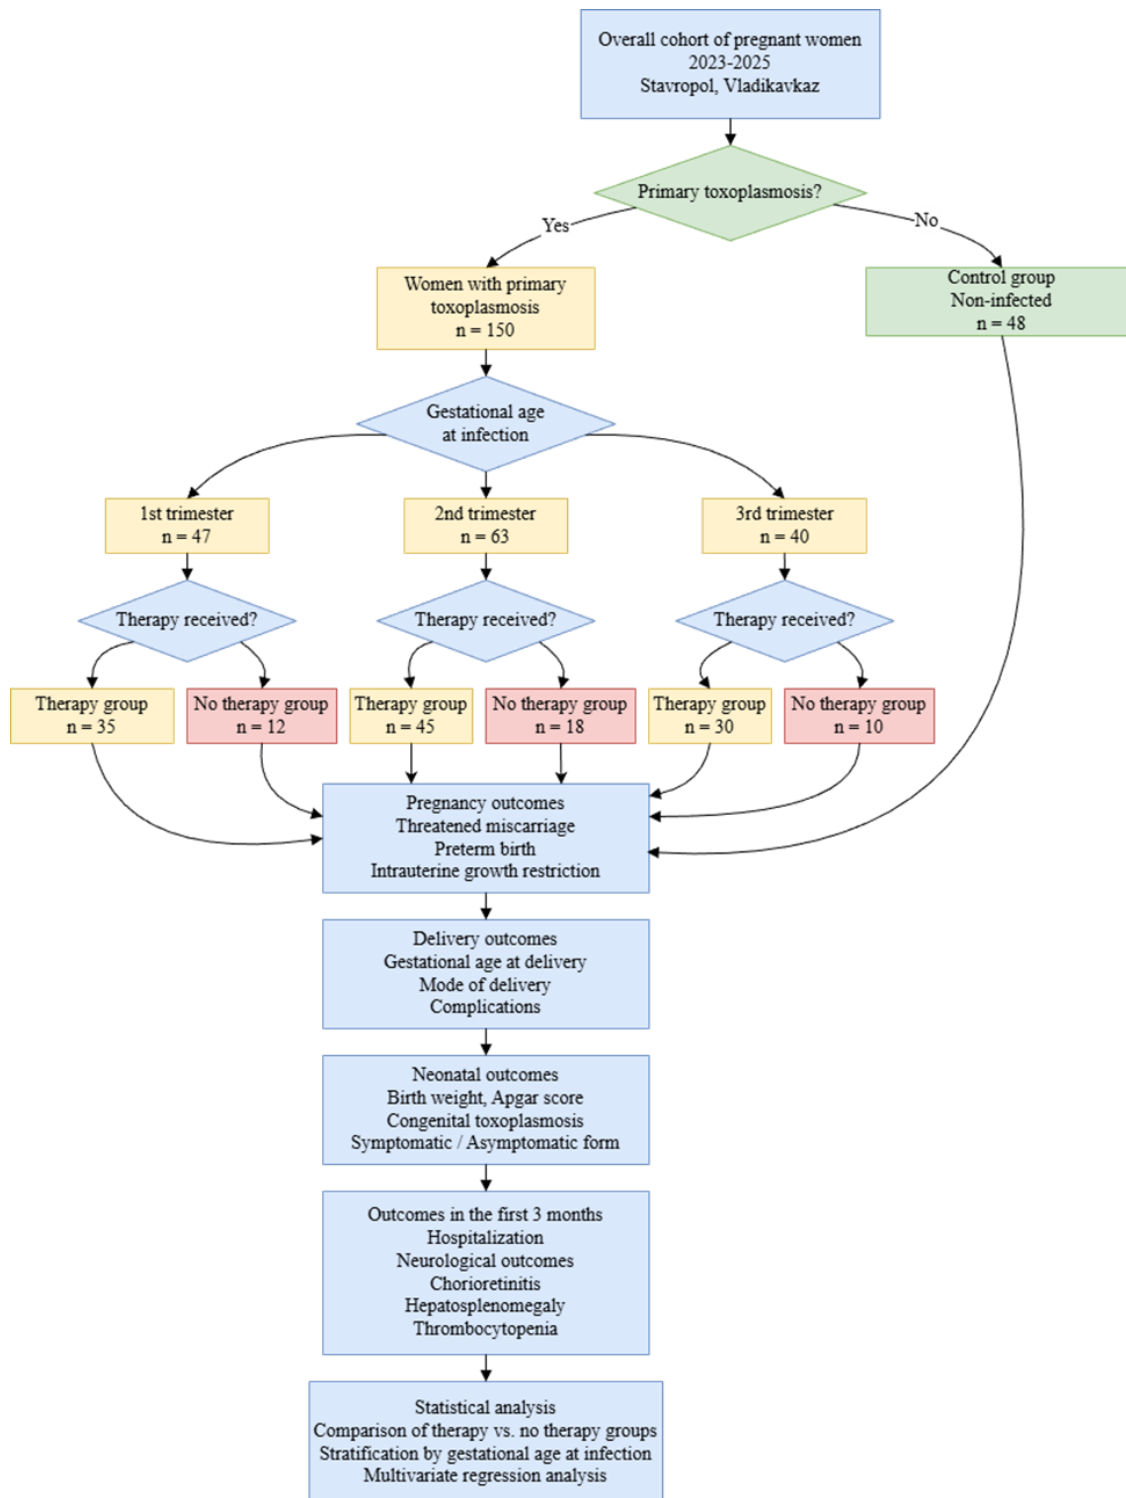 Overall cohort of pregnant women
2023-2025
Stavropol, Vladikavkaz
Primary toxoplasmosis?
Yes
No
Women with primary
toxoplasmosis
n = 150
Control group
Non-infected
n = 48
Gestational age
at infection
1st trimester
n = 47
2nd trimester
n = 63
3rd trimester
n = 40
Therapy received?
Therapy received?
Therapy received?
Therapy group
n = 35
No therapy group
n = 12
Therapy group
n = 45
No therapy group
n = 18
Therapy group
n = 30
No therapy group
n = 10
Pregnancy outcomes
Threatened miscarriage
Preterm birth
Intrauterine growth restriction
Delivery outcomes
Gestational age at delivery
Mode of delivery
Complications
Neonatal outcomes
Birth weight, Apgar score
Congenital toxoplasmosis
Symptomatic / Asymptomatic form
Outcomes in the first 3 months
Hospitalization
Neurological outcomes
Chorioretinitis
Hepatosplenomegaly
Thrombocytopenia
Statistical analysis
Comparison of therapy vs. no therapy groups
Stratification by gestational age at infection
Multivariate regression analysis